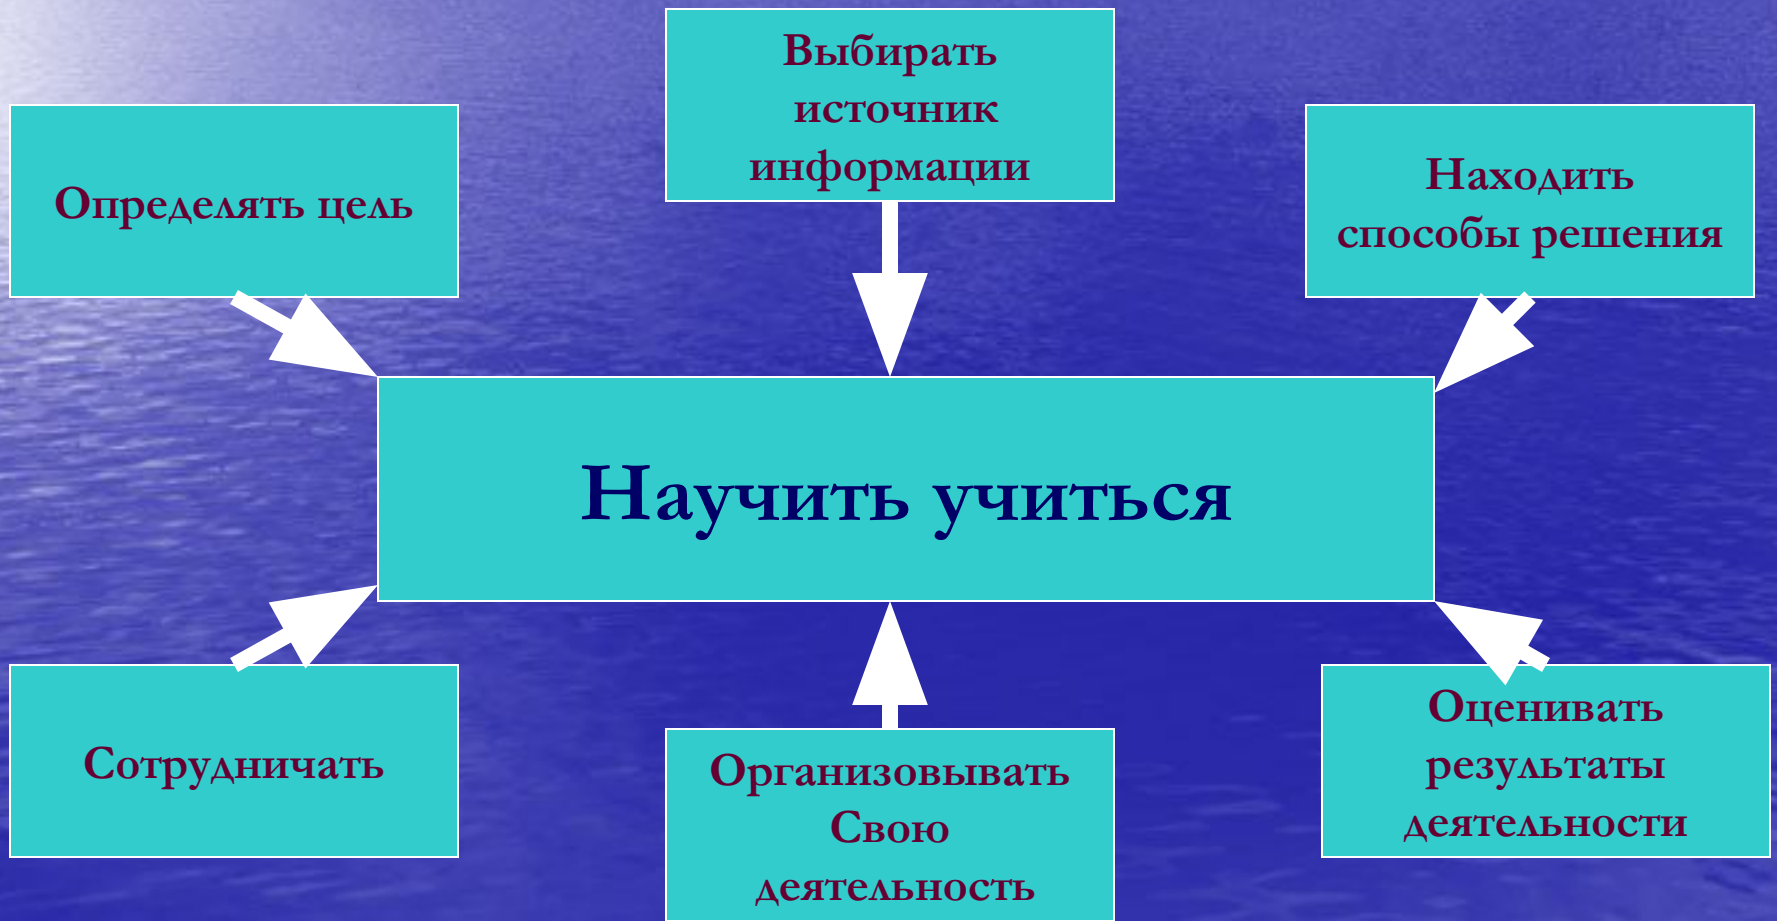 Выбирать
источник
информации
Определять цель
Находить
способы решения
Научить учиться
Сотрудничать
Организовывать
Свою
деятельность
Оценивать
результаты
деятельности